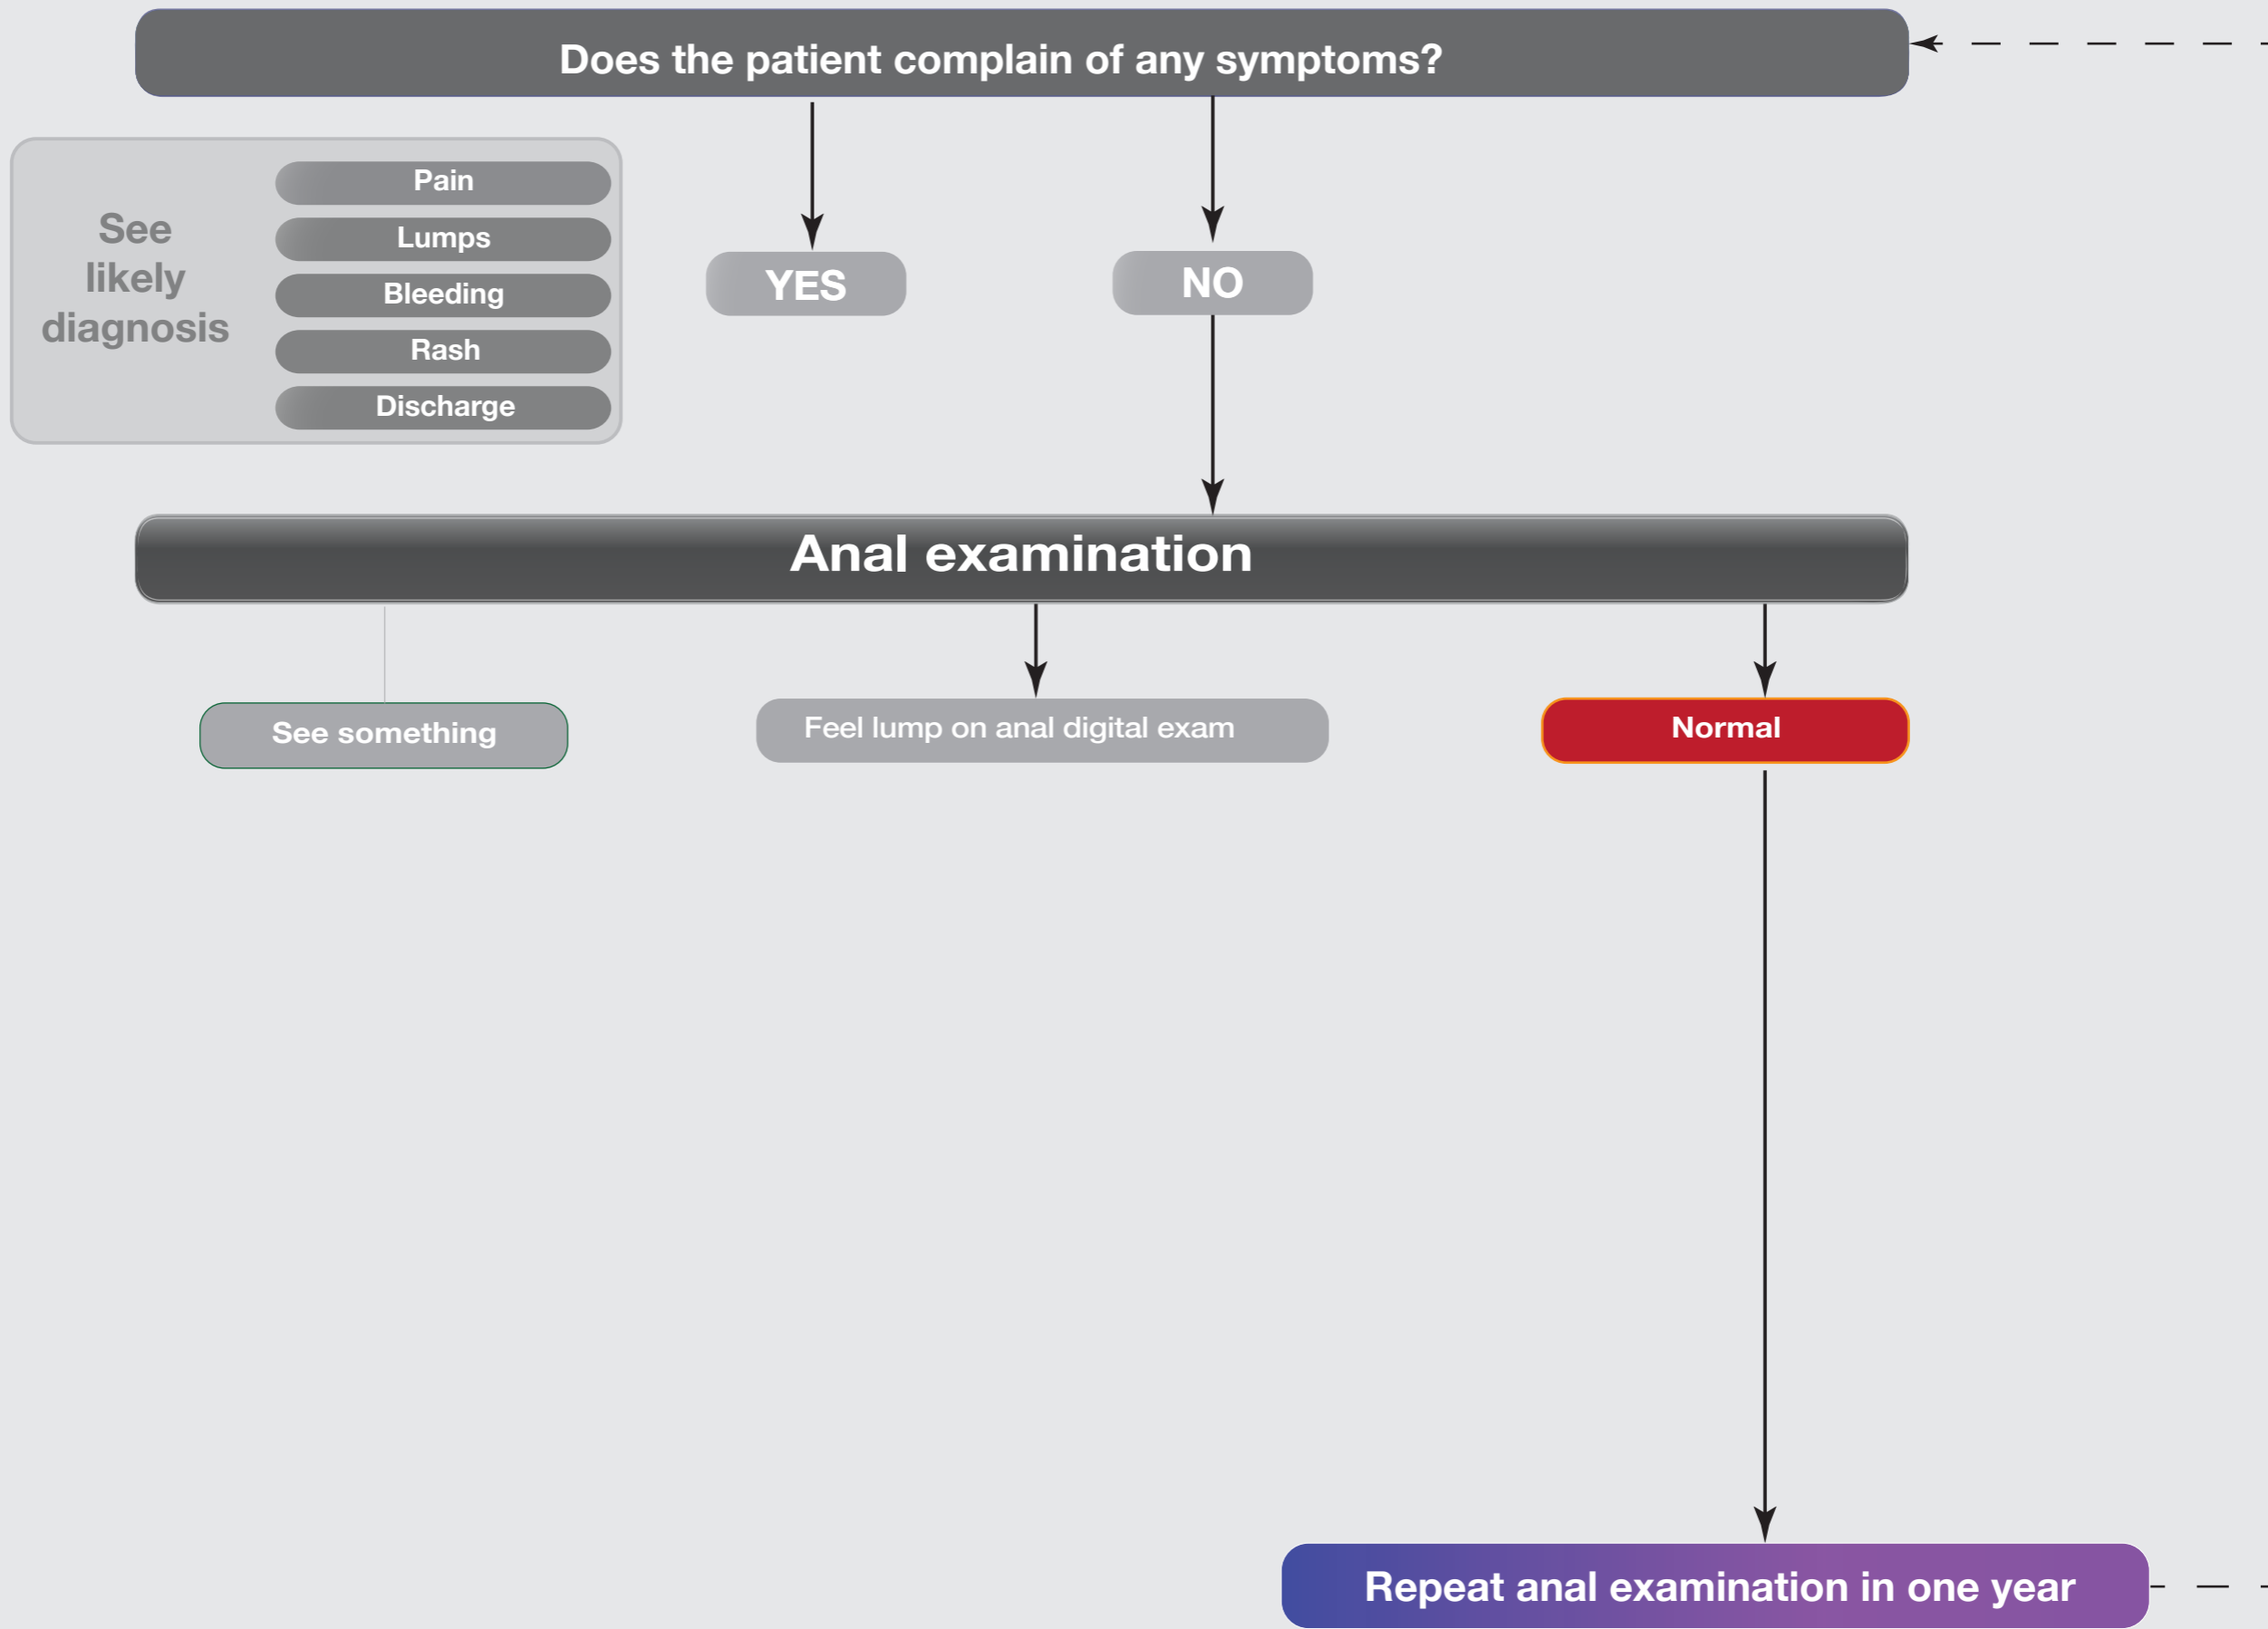 Does the patient complain of any symptoms?
See
likely
diagnosis
Pain
Lumps
Bleeding
Rash
Discharge
YES
NO
Anal examination
See something
Feel lump on anal digital exam
Normal
Repeat anal examination in one year